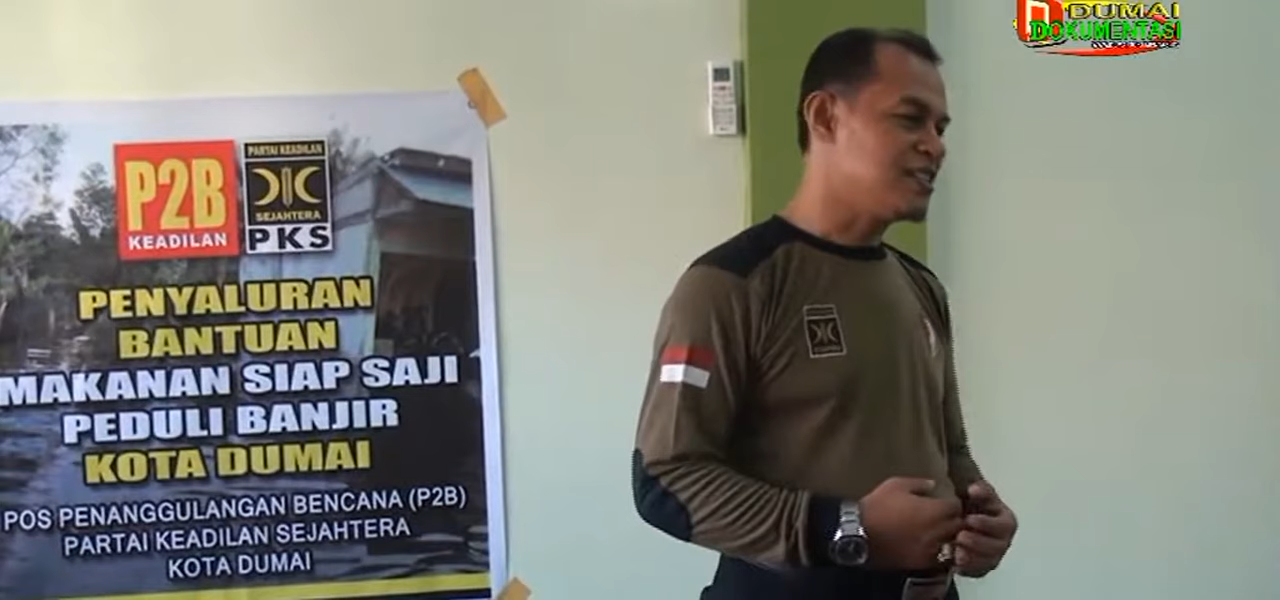 DUMAI
DOKUMENTASI
P2B
KEADILAN
PARTAI KEADILAN
SEJAHTERA
PKS
PENYALURAN
BANTUAN
MAKANAN SIAP SAJI
PEDULI BANJIR
KOTA DUMAI
POS PENANGGULANGAN BENCANA (P2B)
PARTAI KEADILAN SEJAHTERA
KOTA DUMAI